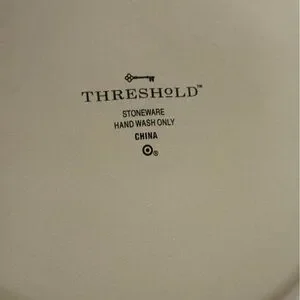 THRESHOLD™
STONEWARE
HAND WASH ONLY
CHINA
®